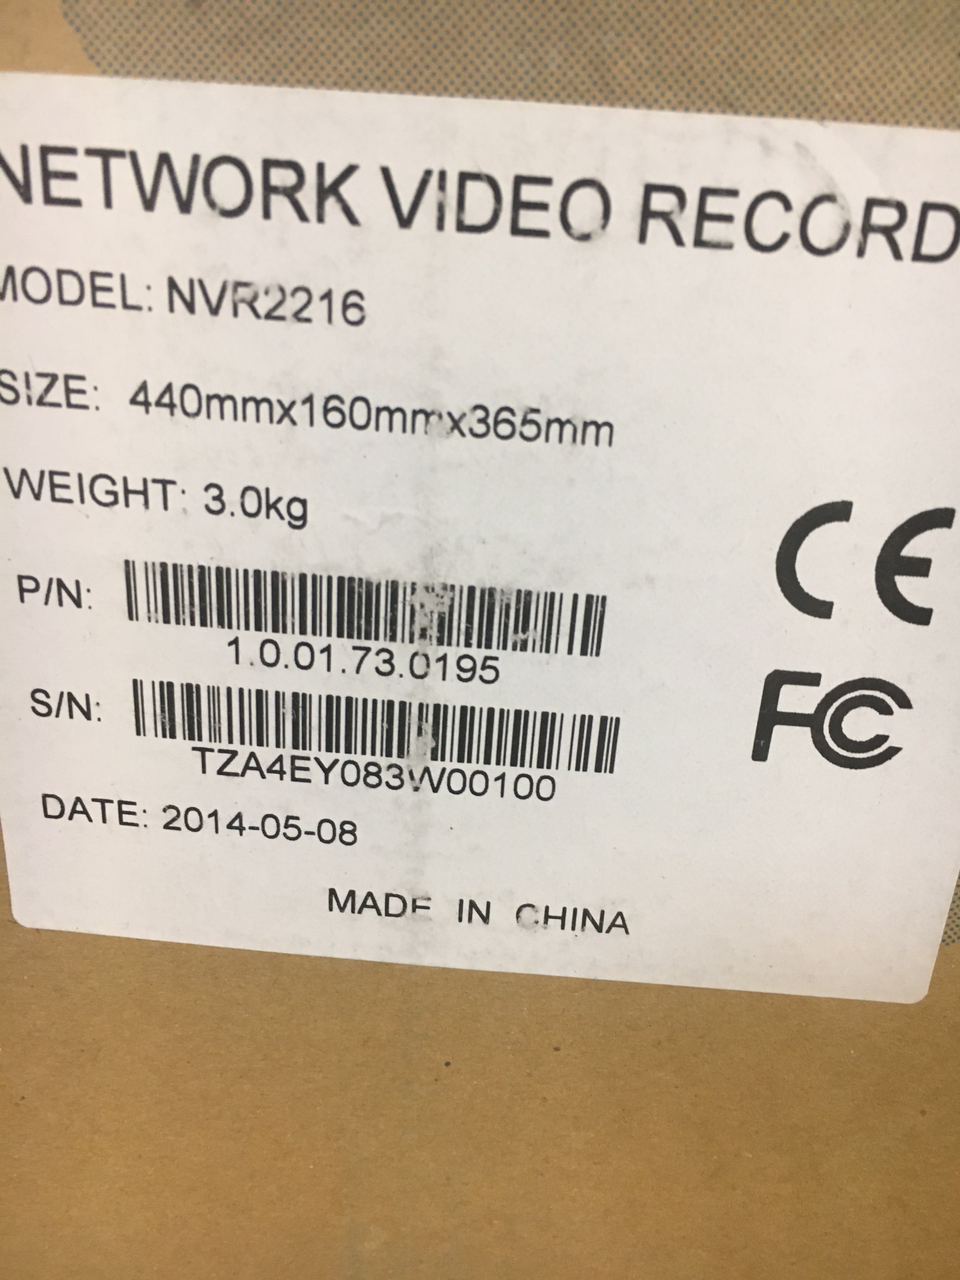 NETWORK VIDEO RECORD
MODEL: NVR2216
SIZE: 440mmx160mmx365mm
WEIGHT: 3.0kg
CE
P/N:
1.0.01.73.0195
FC
S/N:
TZA4EY083W00100
DATE: 2014-05-08
MADE IN CHINA